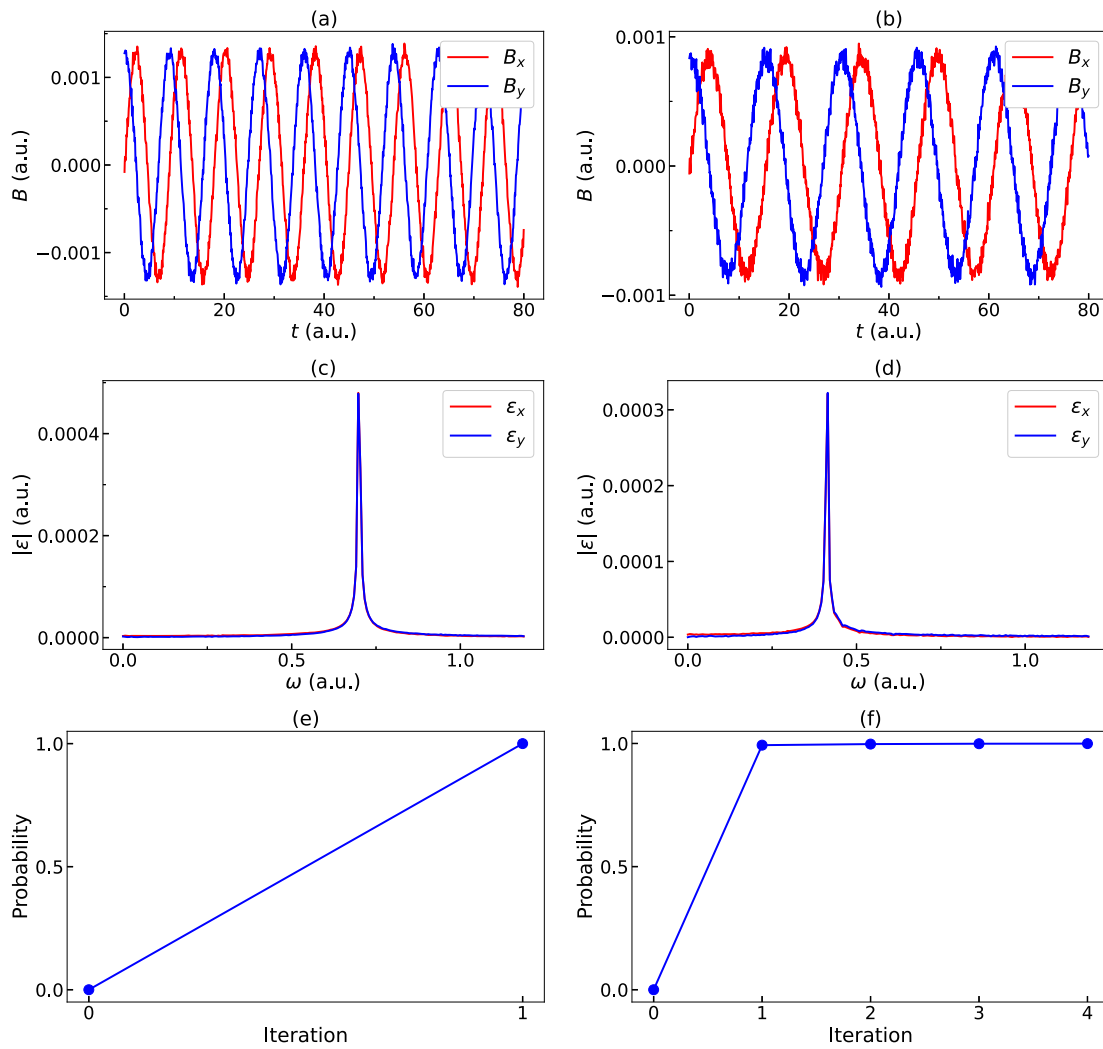 (a)
0.001
0.000
−0.001
B (a.u.)
B_x
B_y
0
20
40
60
80
t (a.u.)
(b)
0.001
0.000
−0.001
B (a.u.)
B_x
B_y
0
20
40
60
80
t (a.u.)
(c)
0.0004
0.0002
0.0000
|ε| (a.u.)
ε_x
ε_y
0.0
0.5
1.0
ω (a.u.)
(d)
0.0003
0.0002
0.0001
0.0000
|ε| (a.u.)
ε_x
ε_y
0.0
0.5
1.0
ω (a.u.)
(e)
1.0
0.5
0.0
Probability
0
1
Iteration
(f)
1.0
0.5
0.0
Probability
0
1
2
3
4
Iteration